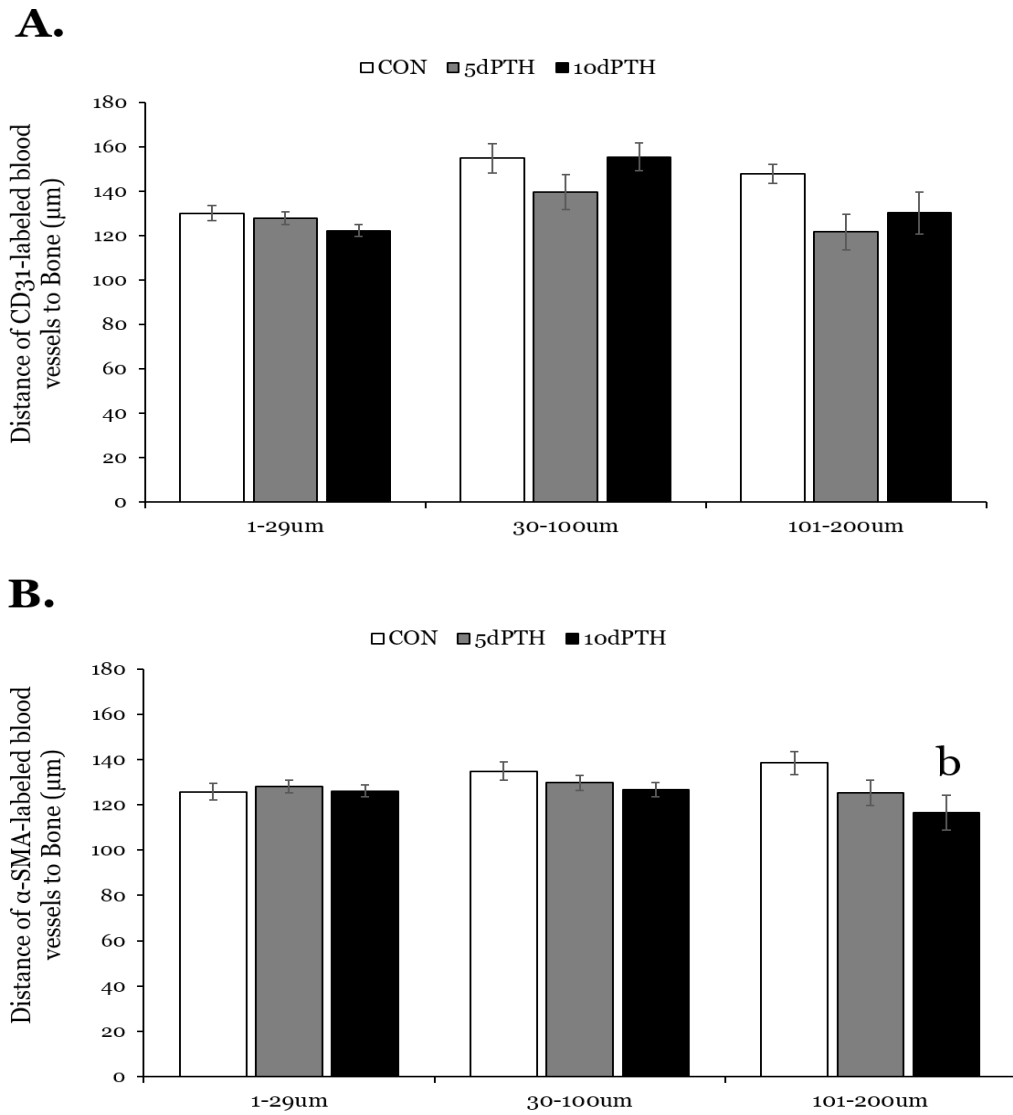 A.
CON 5dPTH 10dPTH
Distance of CD31-labeled blood
vessels to Bone (µm)
180
160
140
120
100
80
60
40
20
0
1-29um 30-100um 101-200um
B.
CON 5dPTH 10dPTH
Distance of α-SMA-labeled blood
vessels to Bone (µm)
180
160
140
120
100
80
60
40
20
0
b
1-29um 30-100um 101-200um